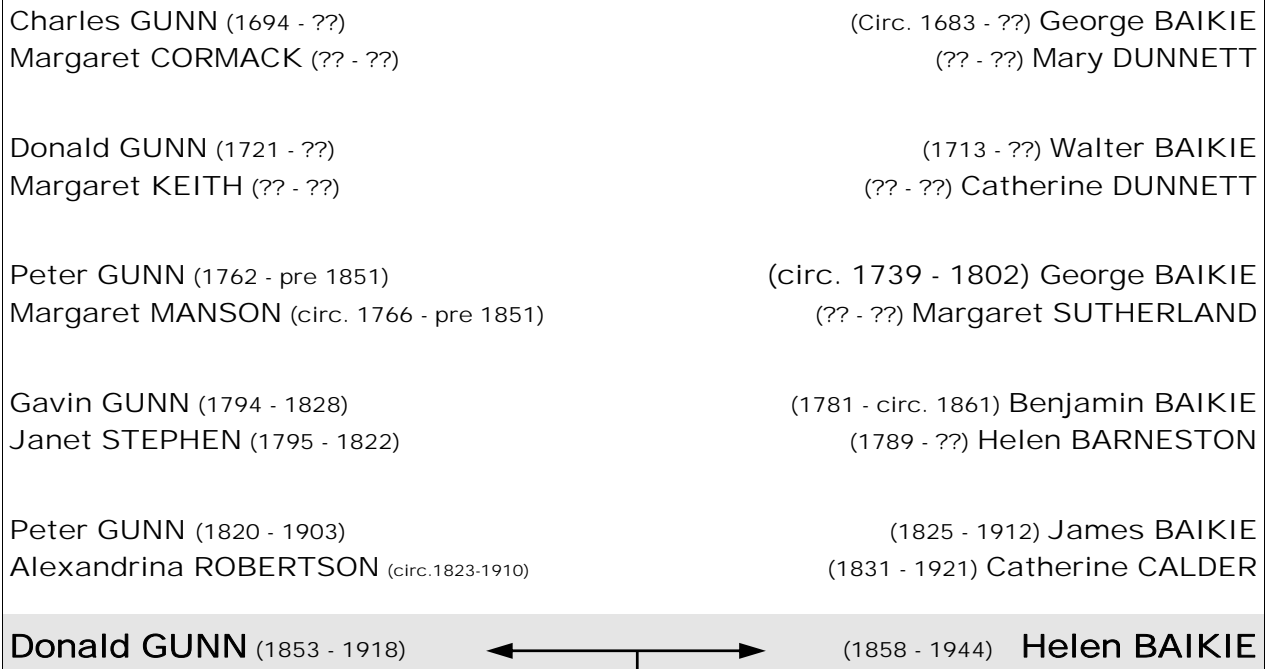 Charles GUNN (1694 - ??) (Circ. 1683 - ??) George BAIKIE
Margaret CORMACK (?? - ??) (?? - ??) Mary DUNNETT
Donald GUNN (1721 - ??) (1713 - ??) Walter BAIKIE
Margaret KEITH (?? - ??) (?? - ??) Catherine DUNNETT
Peter GUNN (1762 - pre 1851) (circ. 1739 - 1802) George BAIKIE
Margaret MANSON (circ. 1766 - pre 1851) (?? - ??) Margaret SUTHERLAND
Gavin GUNN (1794 - 1828) (1781 - circ. 1861) Benjamin BAIKIE
Janet STEPHEN (1795 - 1822) (1789 - ??) Helen BARNESTON
Peter GUNN (1820 - 1903) (1825 - 1912) James BAIKIE
Alexandrina ROBERTSON (circ.1823-1910) (1831 - 1921) Catherine CALDER
Donald GUNN (1853 - 1918) (1858 - 1944) Helen BAIKIE